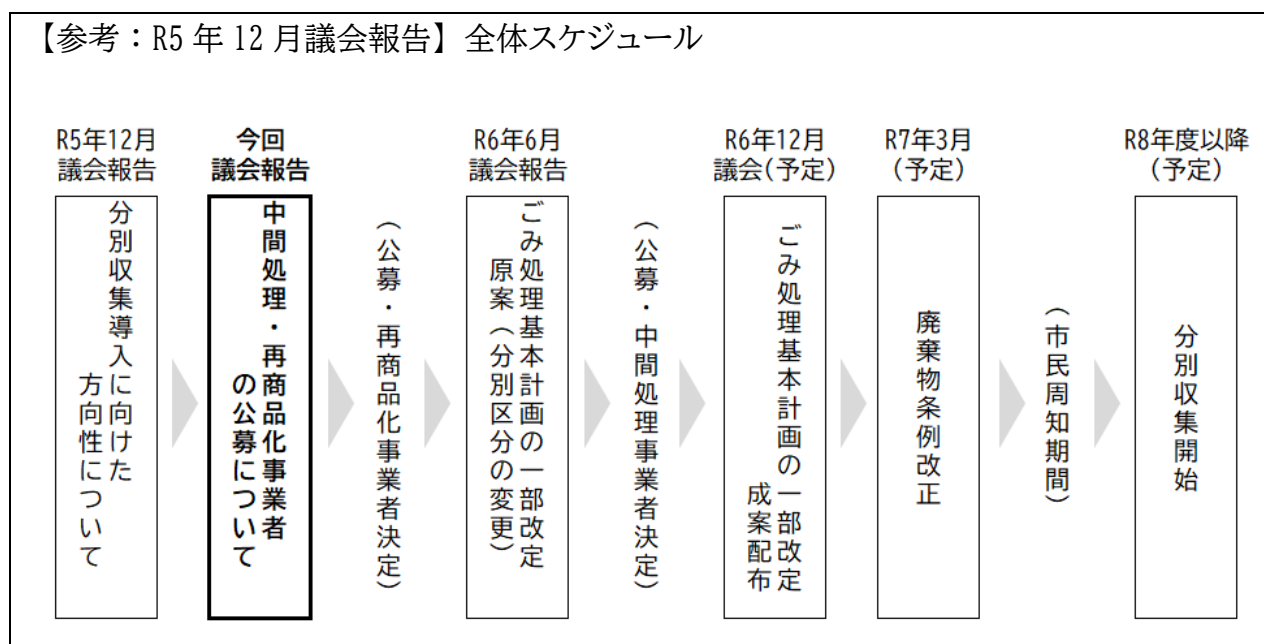 【参考：R5年12月議会報告】全体スケジュール
R5年12月
議会報告
分別収集導入に向けた
方向性について
今回
議会報告
中間処理・再商品化事業者
の公募について
（公募・再商品化事業者決定）
R6年6月
議会報告
ごみ処理基本計画の一部改定
原案（分別区分の変更）
（公募・中間処理事業者決定）
R6年12月
議会(予定)
ごみ処理基本計画の一部改定
成案配布
R7年3月
(予定)
廃棄物条例改正
（市民周知期間）
R8年度以降
(予定)
分別収集開始